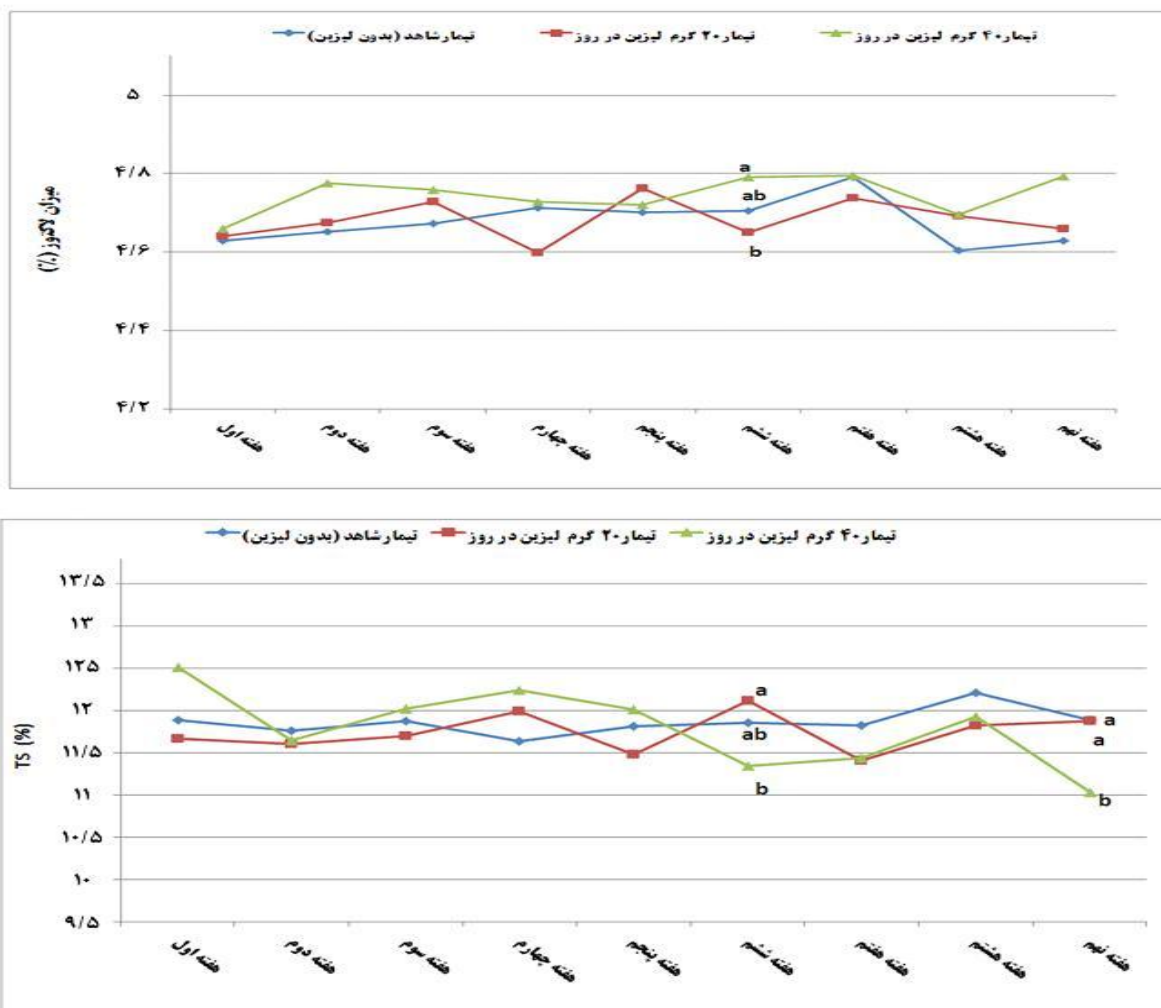 تیمارشاهد (بدون لیزین) تیمار۲۰ گرم لیزین در روز تیمار۴۰ گرم لیزین در روز
میزان لاکتوز (%)
۵
۴/۸
۴/۶
۴/۴
۴/۲
a
ab
b
هفته اول هفته دوم هفته سوم هفته چهارم هفته پنجم هفته ششم هفته هفتم هفته هشتم هفته نهم
تیمارشاهد (بدون لیزین) تیمار۲۰ گرم لیزین در روز تیمار۴۰ گرم لیزین در روز
TS (%)
۱۳/۵
۱۳
۱۲۵
۱۲
۱۱/۵
۱۱
۱۰/۵
۱۰
۹/۵
a
ab
b
a
a
b
هفته اول هفته دوم هفته سوم هفته چهارم هفته پنجم هفته ششم هفته هفتم هفته هشتم هفته نهم